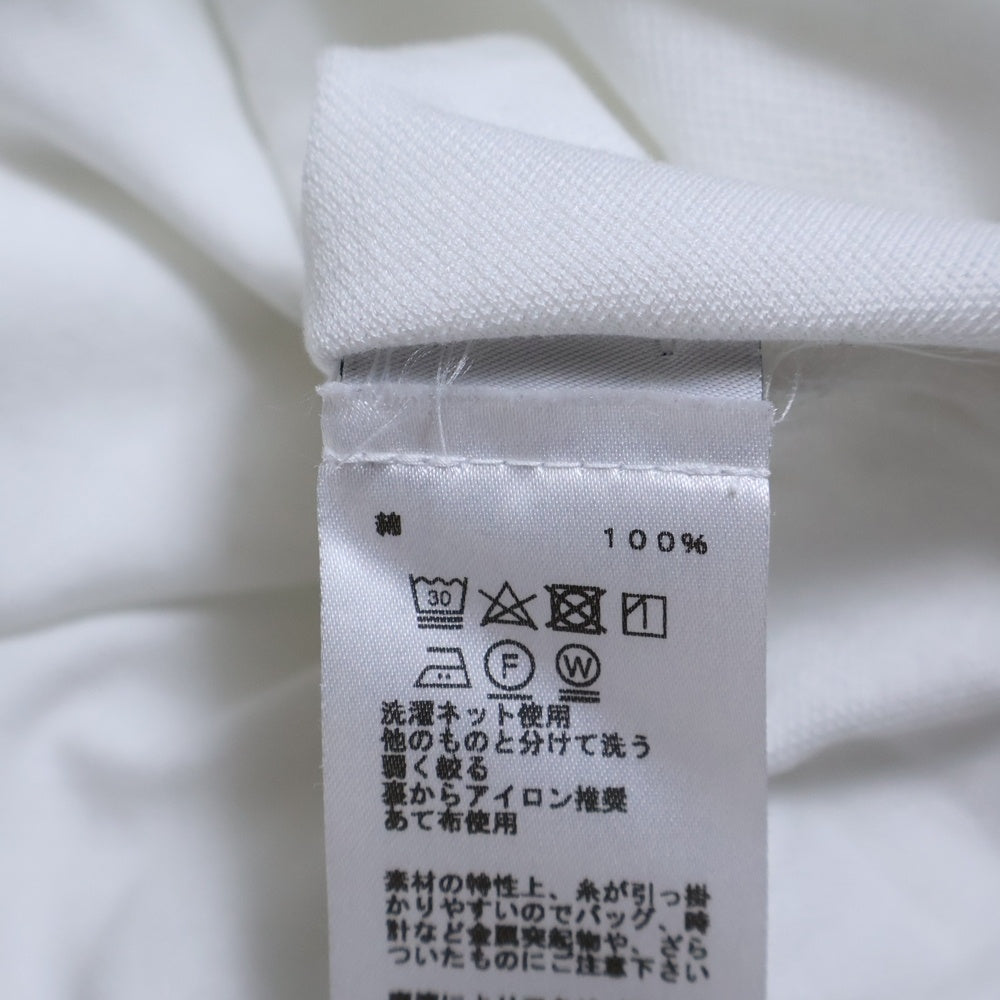 綿 100%
30
F W
洗濯ネット使用
他のものと分けて洗う
弱く絞る
裏からアイロン推奨
あて布使用
素材の特性上、糸が引っ掛
かりやすいのでバッグ、時
計など金属突起物や、ざら
ついたものにご注意下さい